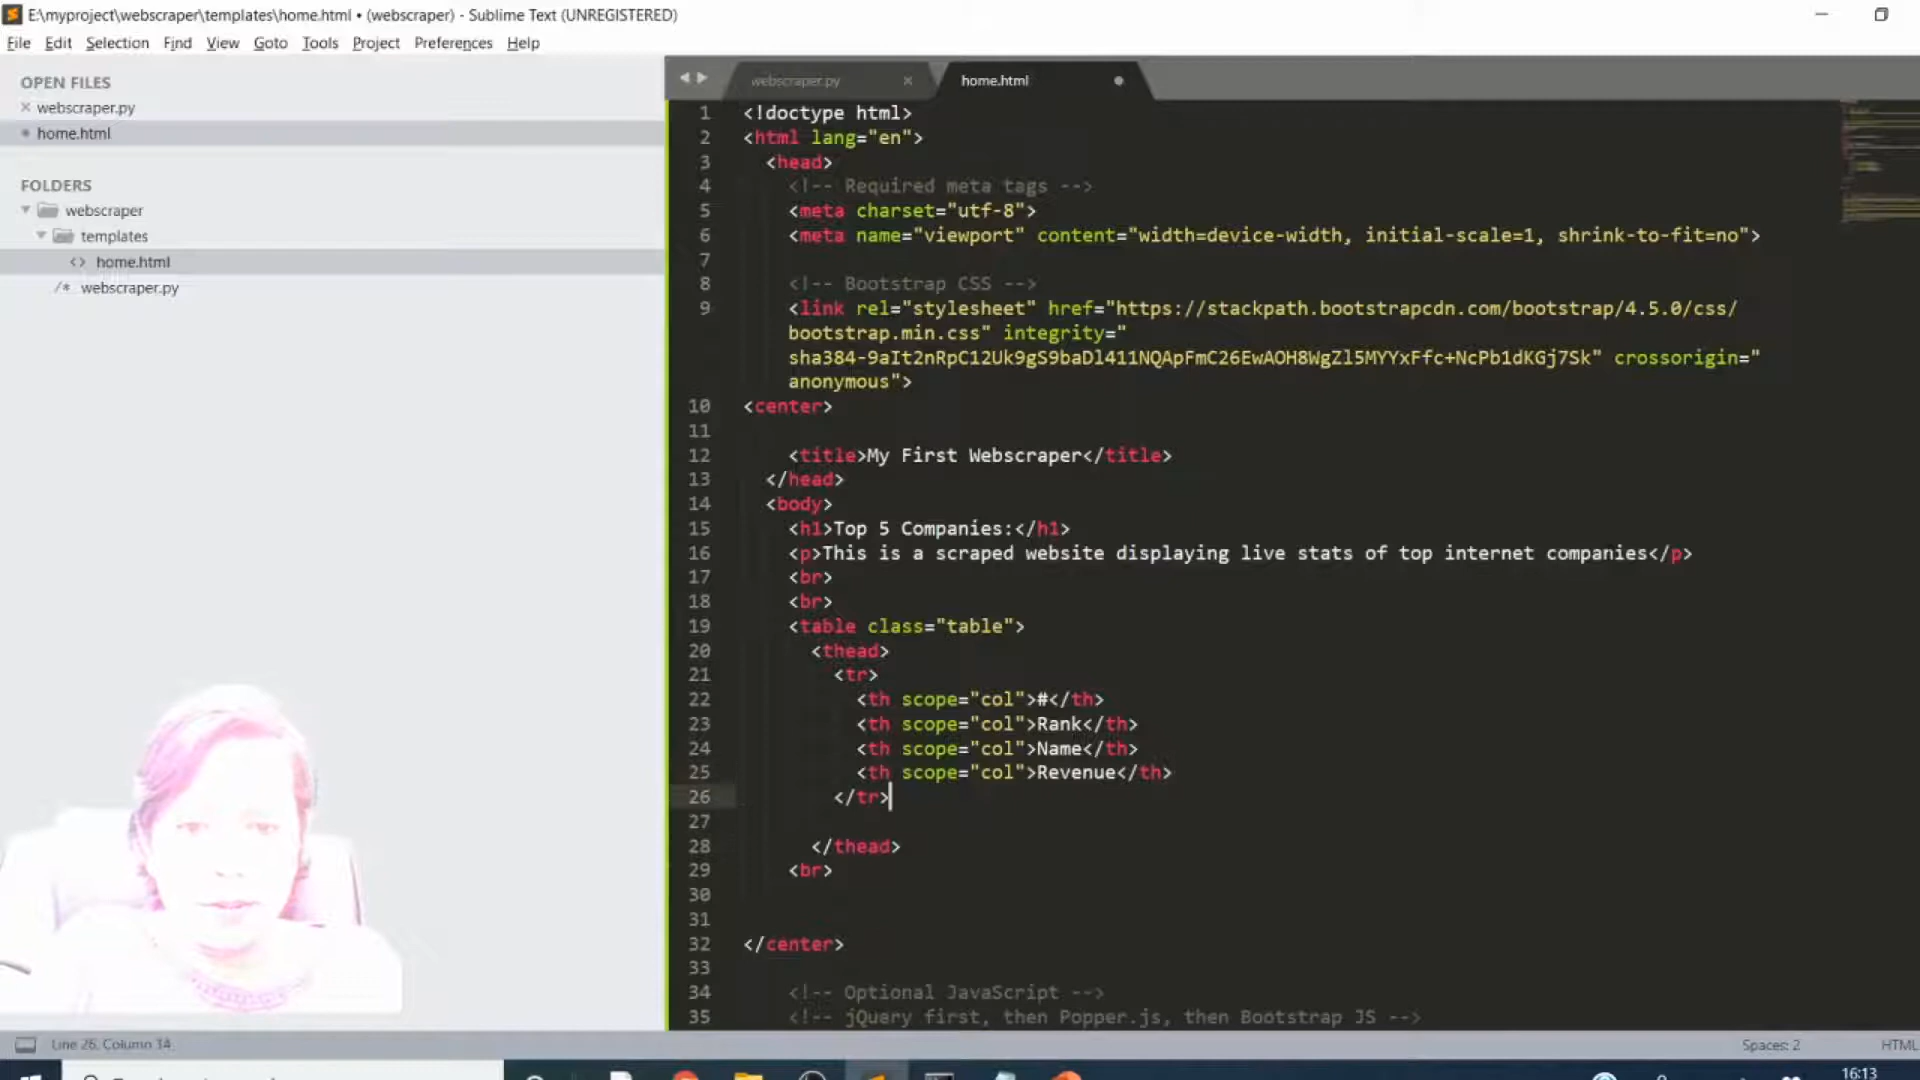 E:\myproject\webscraper\templates\home.html • (webscraper) - Sublime Text (UNREGISTERED)
File Edit Selection Find View Goto Tools Project Preferences Help
OPEN FILES
webscraper.py
home.html
FOLDERS
webscraper
templates
<> home.html
/* webscraper.py
webscraper.py
home.html
1 <!doctype html>
2 <html lang="en">
3 <head>
4 <!-- Required meta tags -->
5 <meta charset="utf-8">
6 <meta name="viewport" content="width=device-width, initial-scale=1, shrink-to-fit=no">
7
8 <!-- Bootstrap CSS -->
9 <link rel="stylesheet" href="https://stackpath.bootstrapcdn.com/bootstrap/4.5.0/css/
bootstrap.min.css" integrity="
sha384-9aIt2nRpC12Uk9gS9baDl411NQApFmC26EwAOH8WgZl5MYYxFfc+NcPb1dKGj7Sk" crossorigin="
anonymous">
10 <center>
11
12 <title>My First Webscraper</title>
13 </head>
14 <body>
15 <h1>Top 5 Companies:</h1>
16 <p>This is a scraped website displaying live stats of top internet companies</p>
17 <br>
18 <br>
19 <table class="table">
20 <thead>
21 <tr>
22 <th scope="col">#</th>
23 <th scope="col">Rank</th>
24 <th scope="col">Name</th>
25 <th scope="col">Revenue</th>
26 </tr>
27
28 </thead>
29 <br>
30
31
32 </center>
33
34 <!-- Optional JavaScript -->
35 <!-- jQuery first, then Popper.js, then Bootstrap JS -->
Line 26, Column 14
Spaces: 2
HTML
16:13